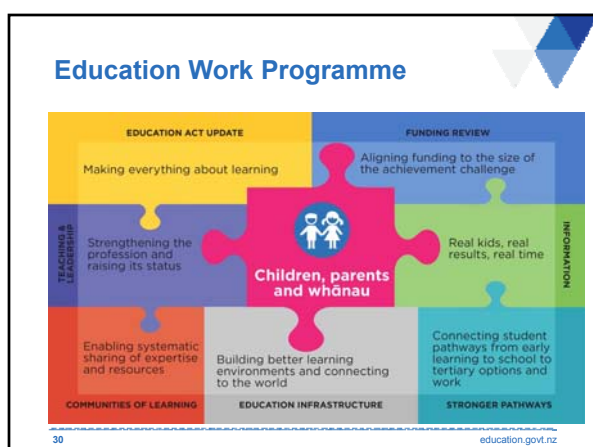 Education Work Programme
EDUCATION ACT UPDATE
Making everything about learning
FUNDING REVIEW
Aligning funding to the size of
the achievement challenge
TEACHING &
LEADERSHIP
Strengthening the
profession and
raising its status
Children, parents
and whānau
Real kids, real
results, real time
INFORMATION
Enabling systematic
sharing of expertise
and resources
COMMUNITIES OF LEARNING
Building better learning
environments and connecting
to the world
EDUCATION INFRASTRUCTURE
Connecting student
pathways from early
learning to school to
tertiary options and
work
STRONGER PATHWAYS
30
education.govt.nz